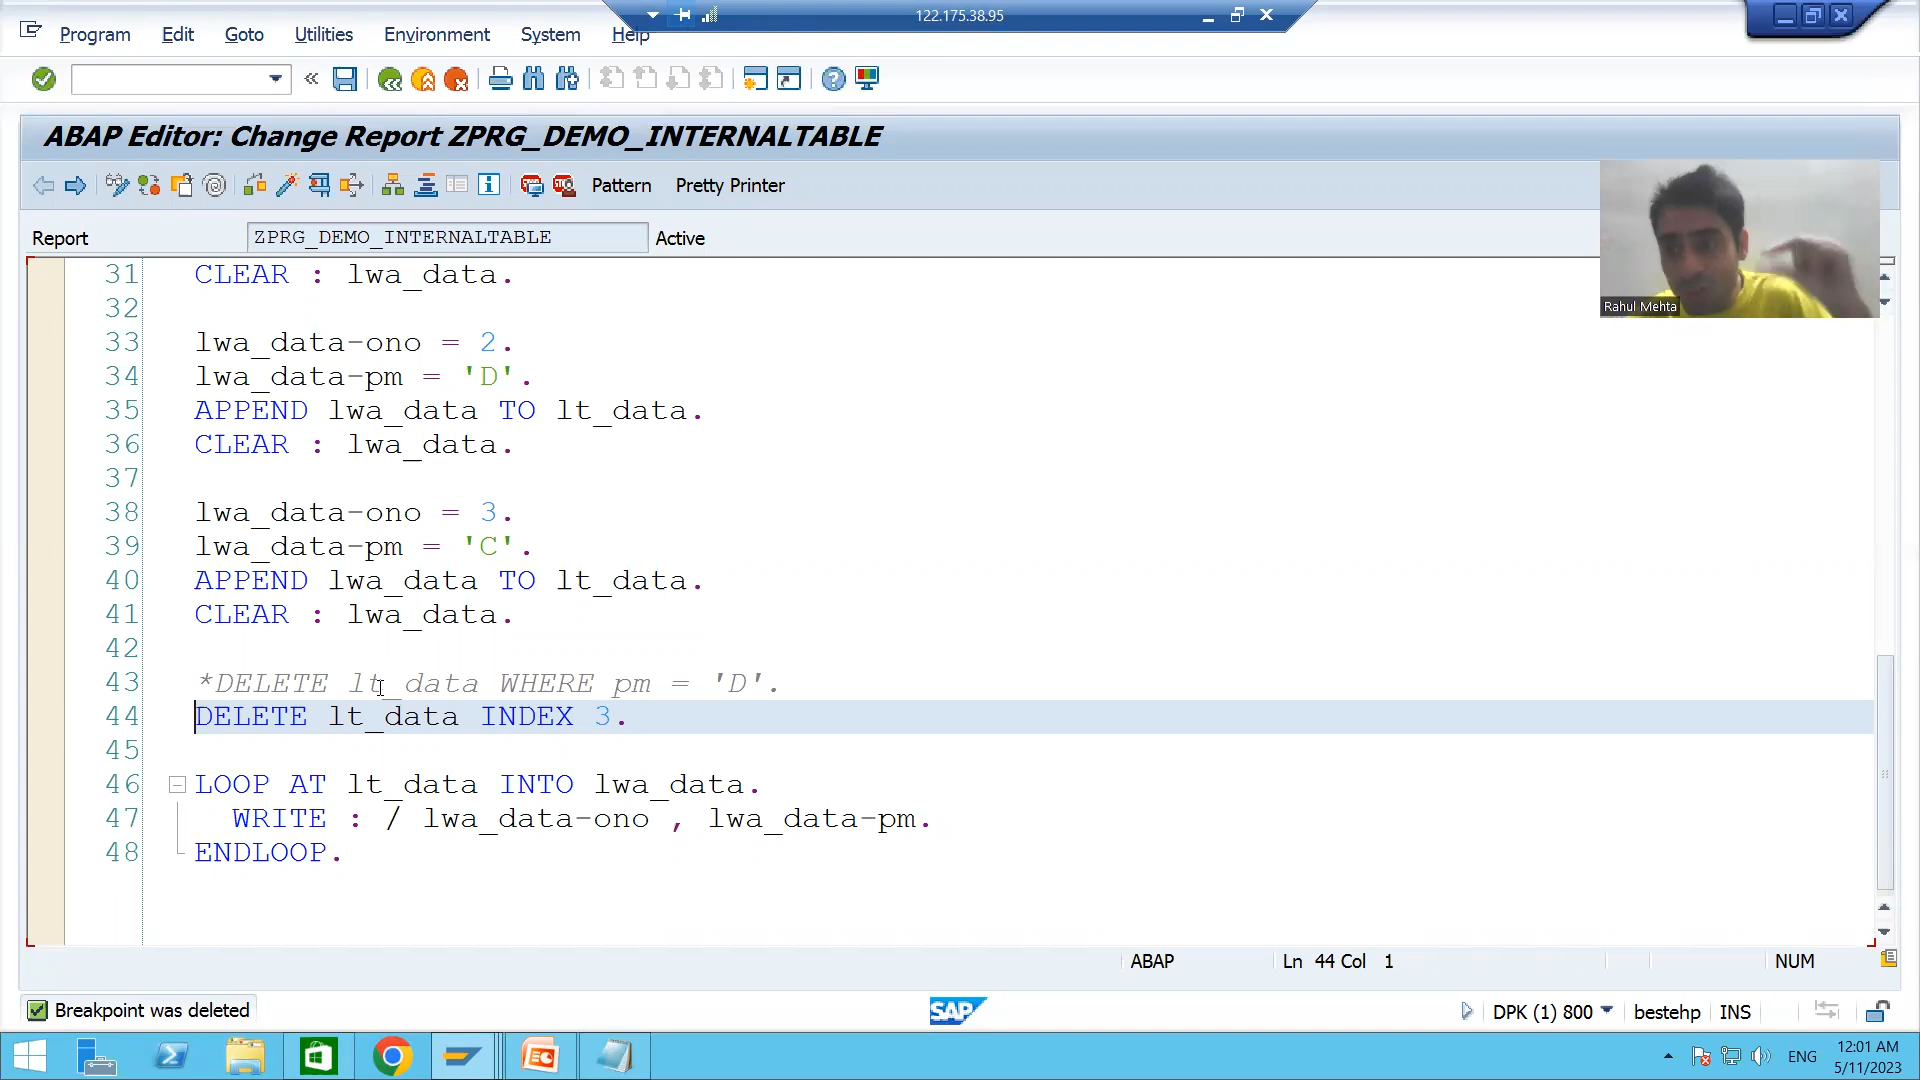 122.175.38.95
Program Edit Goto Utilities Environment System Help
ABAP Editor: Change Report ZPRG_DEMO_INTERNALTABLE
Pattern Pretty Printer
Report ZPRG_DEMO_INTERNALTABLE Active
Rahul Mehta
31 CLEAR : lwa_data.
32
33 lwa_data-ono = 2.
34 lwa_data-pm = 'D'.
35 APPEND lwa_data TO lt_data.
36 CLEAR : lwa_data.
37
38 lwa_data-ono = 3.
39 lwa_data-pm = 'C'.
40 APPEND lwa_data TO lt_data.
41 CLEAR : lwa_data.
42
43 *DELETE lt_data WHERE pm = 'D'.
44 DELETE lt_data INDEX 3.
45
46 LOOP AT lt_data INTO lwa_data.
47 WRITE : / lwa_data-ono , lwa_data-pm.
48 ENDLOOP.
ABAP Ln 44 Col 1 NUM
Breakpoint was deleted SAP DPK (1) 800 bestehp INS
ENG 12:01 AM
5/11/2023